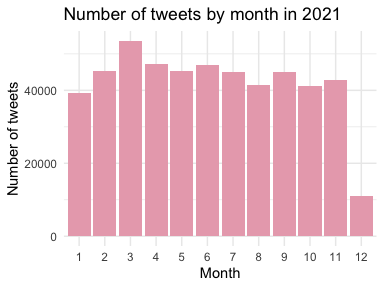 Number of tweets by month in 2021
Number of tweets
40000
20000
0
1 2 3 4 5 6 7 8 9 10 11 12
Month